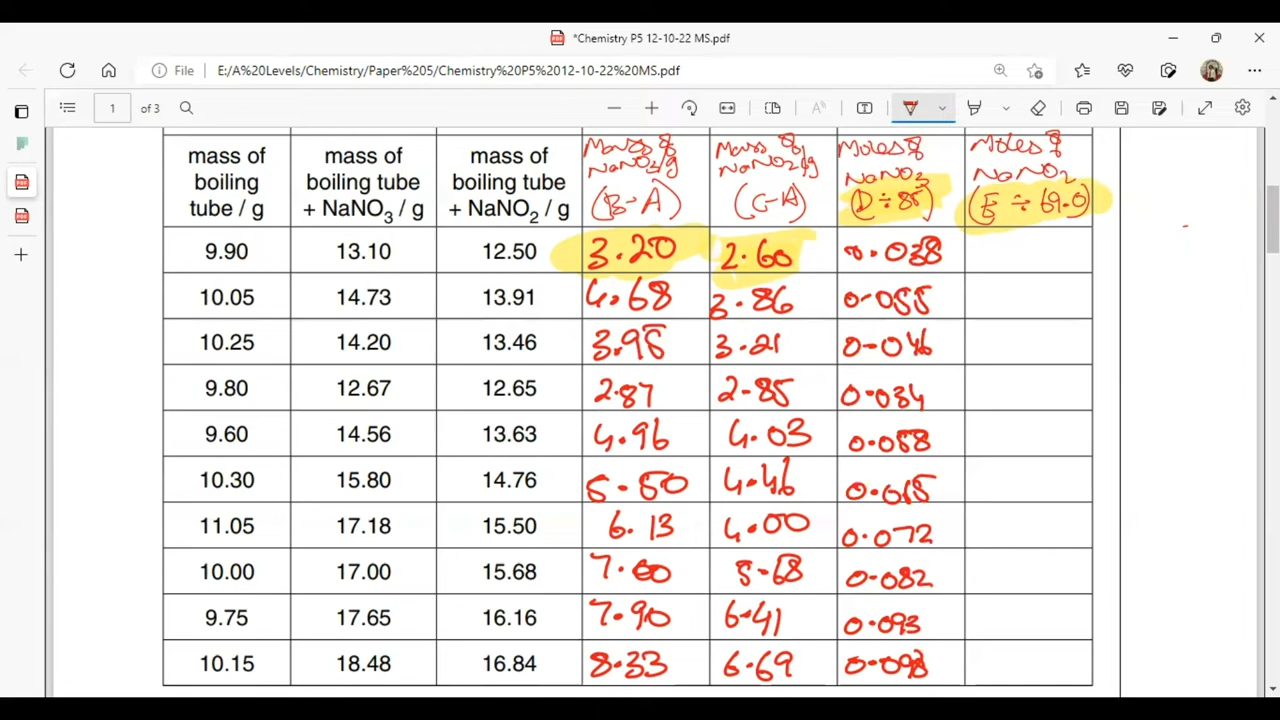 *Chemistry P5 12-10-22 MS.pdf
File E:/A%20Levels/Chemistry/Paper%205/Chemistry%20P5%2012-10-22%20MS.pdf
1 of 3
mass of boiling tube / g
mass of boiling tube + NaNO3 / g
mass of boiling tube + NaNO2 / g
Mass of NaNO3/g (B-A)
Mass of NaNO2/g (C-A)
Moles of NaNO3 (D÷85)
Moles of NaNO2 (E÷69.0)
9.90 13.10 12.50 3.20 2.60 0.038
10.05 14.73 13.91 4.68 3.86 0.055
10.25 14.20 13.46 3.95 3.21 0.046
9.80 12.67 12.65 2.87 2.85 0.034
9.60 14.56 13.63 4.96 4.03 0.058
10.30 15.80 14.76 5.50 4.46 0.065
11.05 17.18 15.50 6.13 4.00 0.072
10.00 17.00 15.68 7.00 5.68 0.082
9.75 17.65 16.16 7.90 6.41 0.093
10.15 18.48 16.84 8.33 6.69 0.098